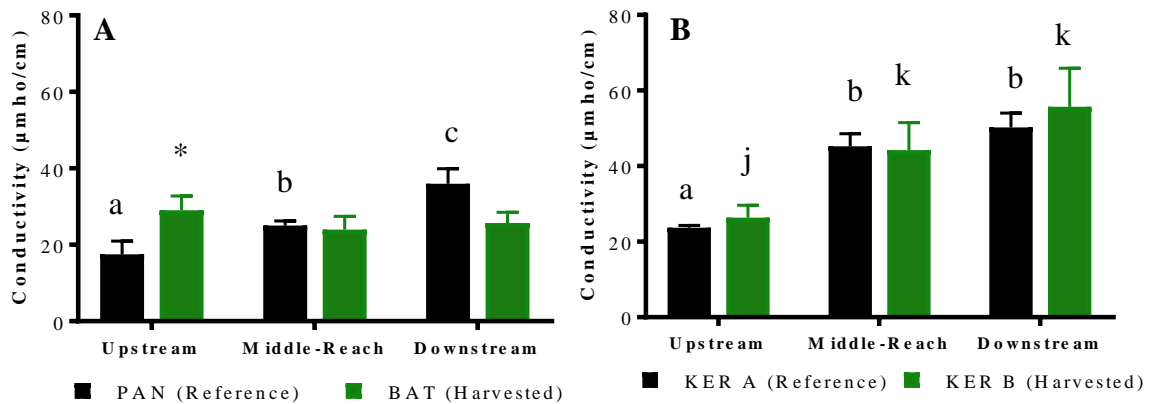 A
Conductivity (µmho/cm)
80
60
40
20
0
a
*
b
c
Upstream Middle-Reach Downstream
PAN (Reference) BAT (Harvested)
B
Conductivity (µmho/cm)
80
60
40
20
0
a
j
b
k
b
k
Upstream Middle-Reach Downstream
KER A (Reference) KER B (Harvested)